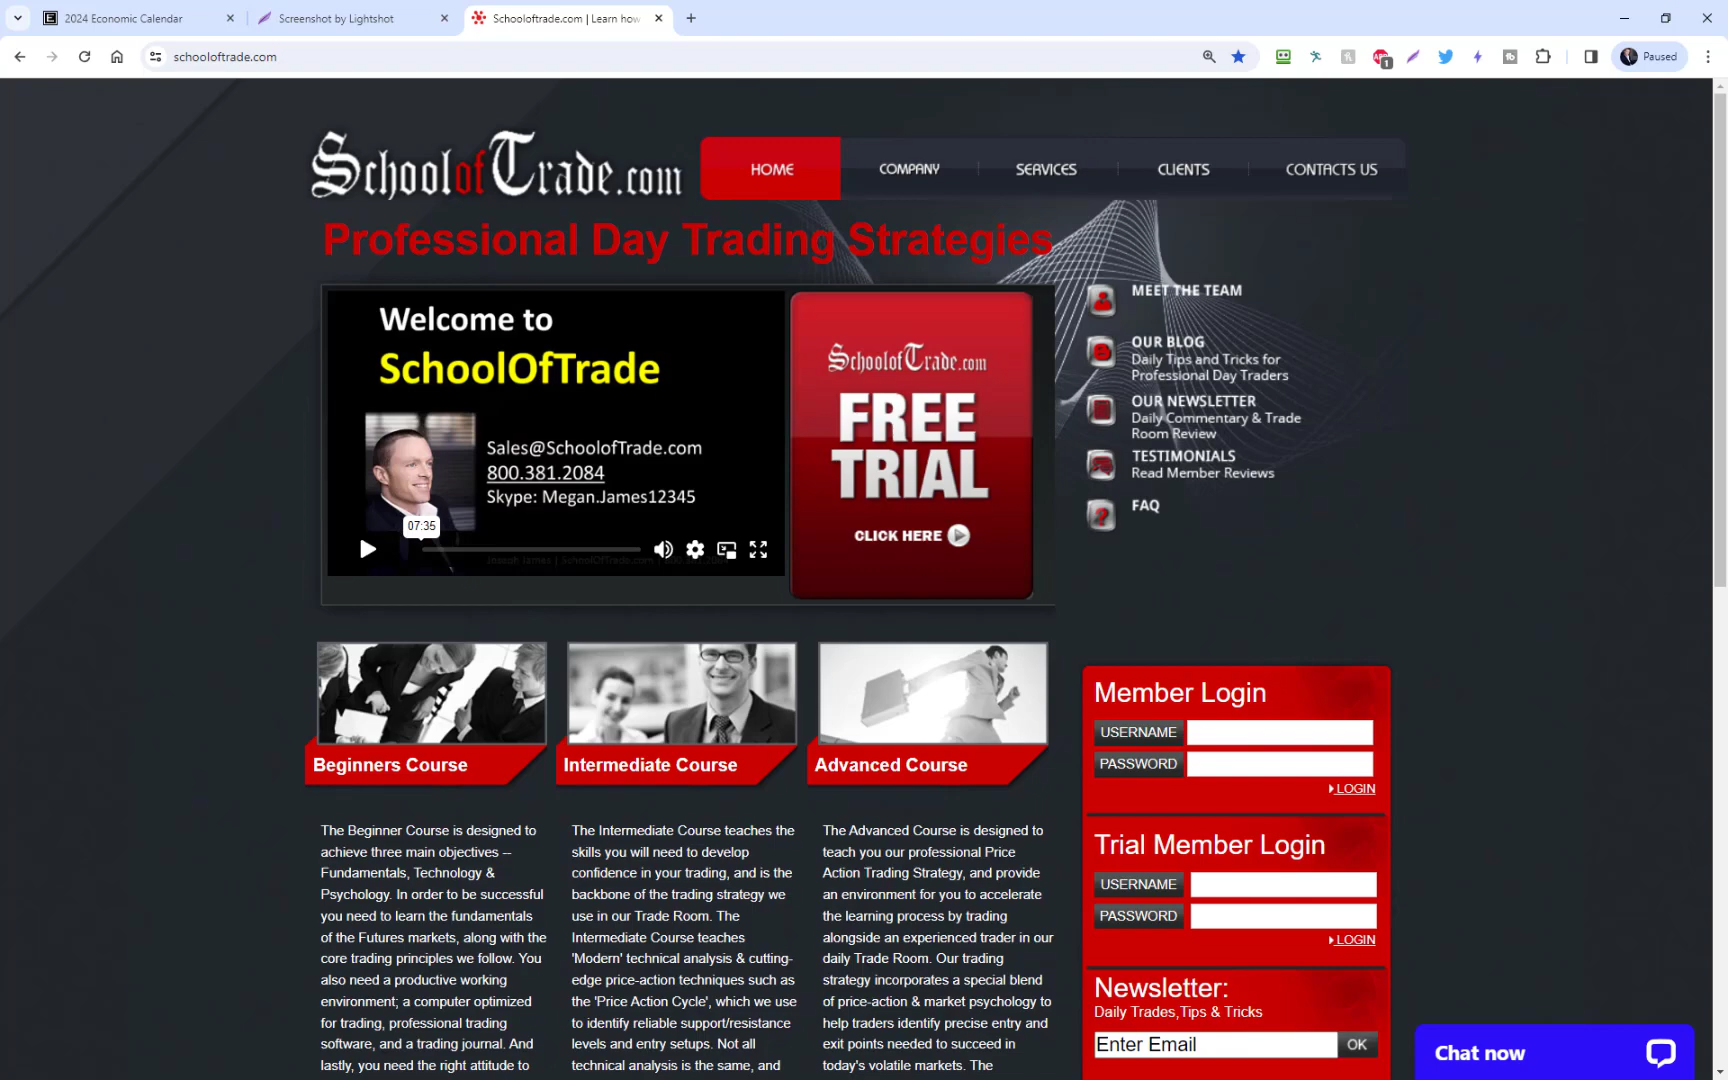 2024 Economic Calendar
Screenshot by Lightshot
Schooloftrade.com | Learn how
schooloftrade.com
1
Paused
SchoolofTrade.com
HOME
COMPANY
SERVICES
CLIENTS
CONTACTS US
Professional Day Trading Strategies
Welcome to
SchoolOfTrade
Sales@SchoolofTrade.com
800.381.2084
Skype: Megan.James12345
07:35
SchoolofTrade.com
FREE
TRIAL
CLICK HERE
MEET THE TEAM
OUR BLOG
Daily Tips and Tricks for
Professional Day Traders
OUR NEWSLETTER
Daily Commentary & Trade
Room Review
TESTIMONIALS
Read Member Reviews
FAQ
Beginners Course
The Beginner Course is designed to
achieve three main objectives --
Fundamentals, Technology &
Psychology. In order to be successful
you need to learn the fundamentals
of the Futures markets, along with the
core trading principles we follow. You
also need a productive working
environment; a computer optimized
for trading, professional trading
software, and a trading journal. And
lastly, you need the right attitude to
Intermediate Course
The Intermediate Course teaches the
skills you will need to develop
confidence in your trading, and is the
backbone of the trading strategy we
use in our Trade Room. The
Intermediate Course teaches
'Modern' technical analysis & cutting-
edge price-action techniques such as
the 'Price Action Cycle', which we use
to identify reliable support/resistance
levels and entry setups. Not all
technical analysis is the same, and
Advanced Course
The Advanced Course is designed to
teach you our professional Price
Action Trading Strategy, and provide
an environment for you to accelerate
the learning process by trading
alongside an experienced trader in our
daily Trade Room. Our trading
strategy incorporates a special blend
of price-action & market psychology to
help traders identify precise entry and
exit points needed to succeed in
today's volatile markets. The
Member Login
USERNAME
PASSWORD
LOGIN
Trial Member Login
USERNAME
PASSWORD
LOGIN
Newsletter:
Daily Trades,Tips & Tricks
Enter Email
OK
Chat now